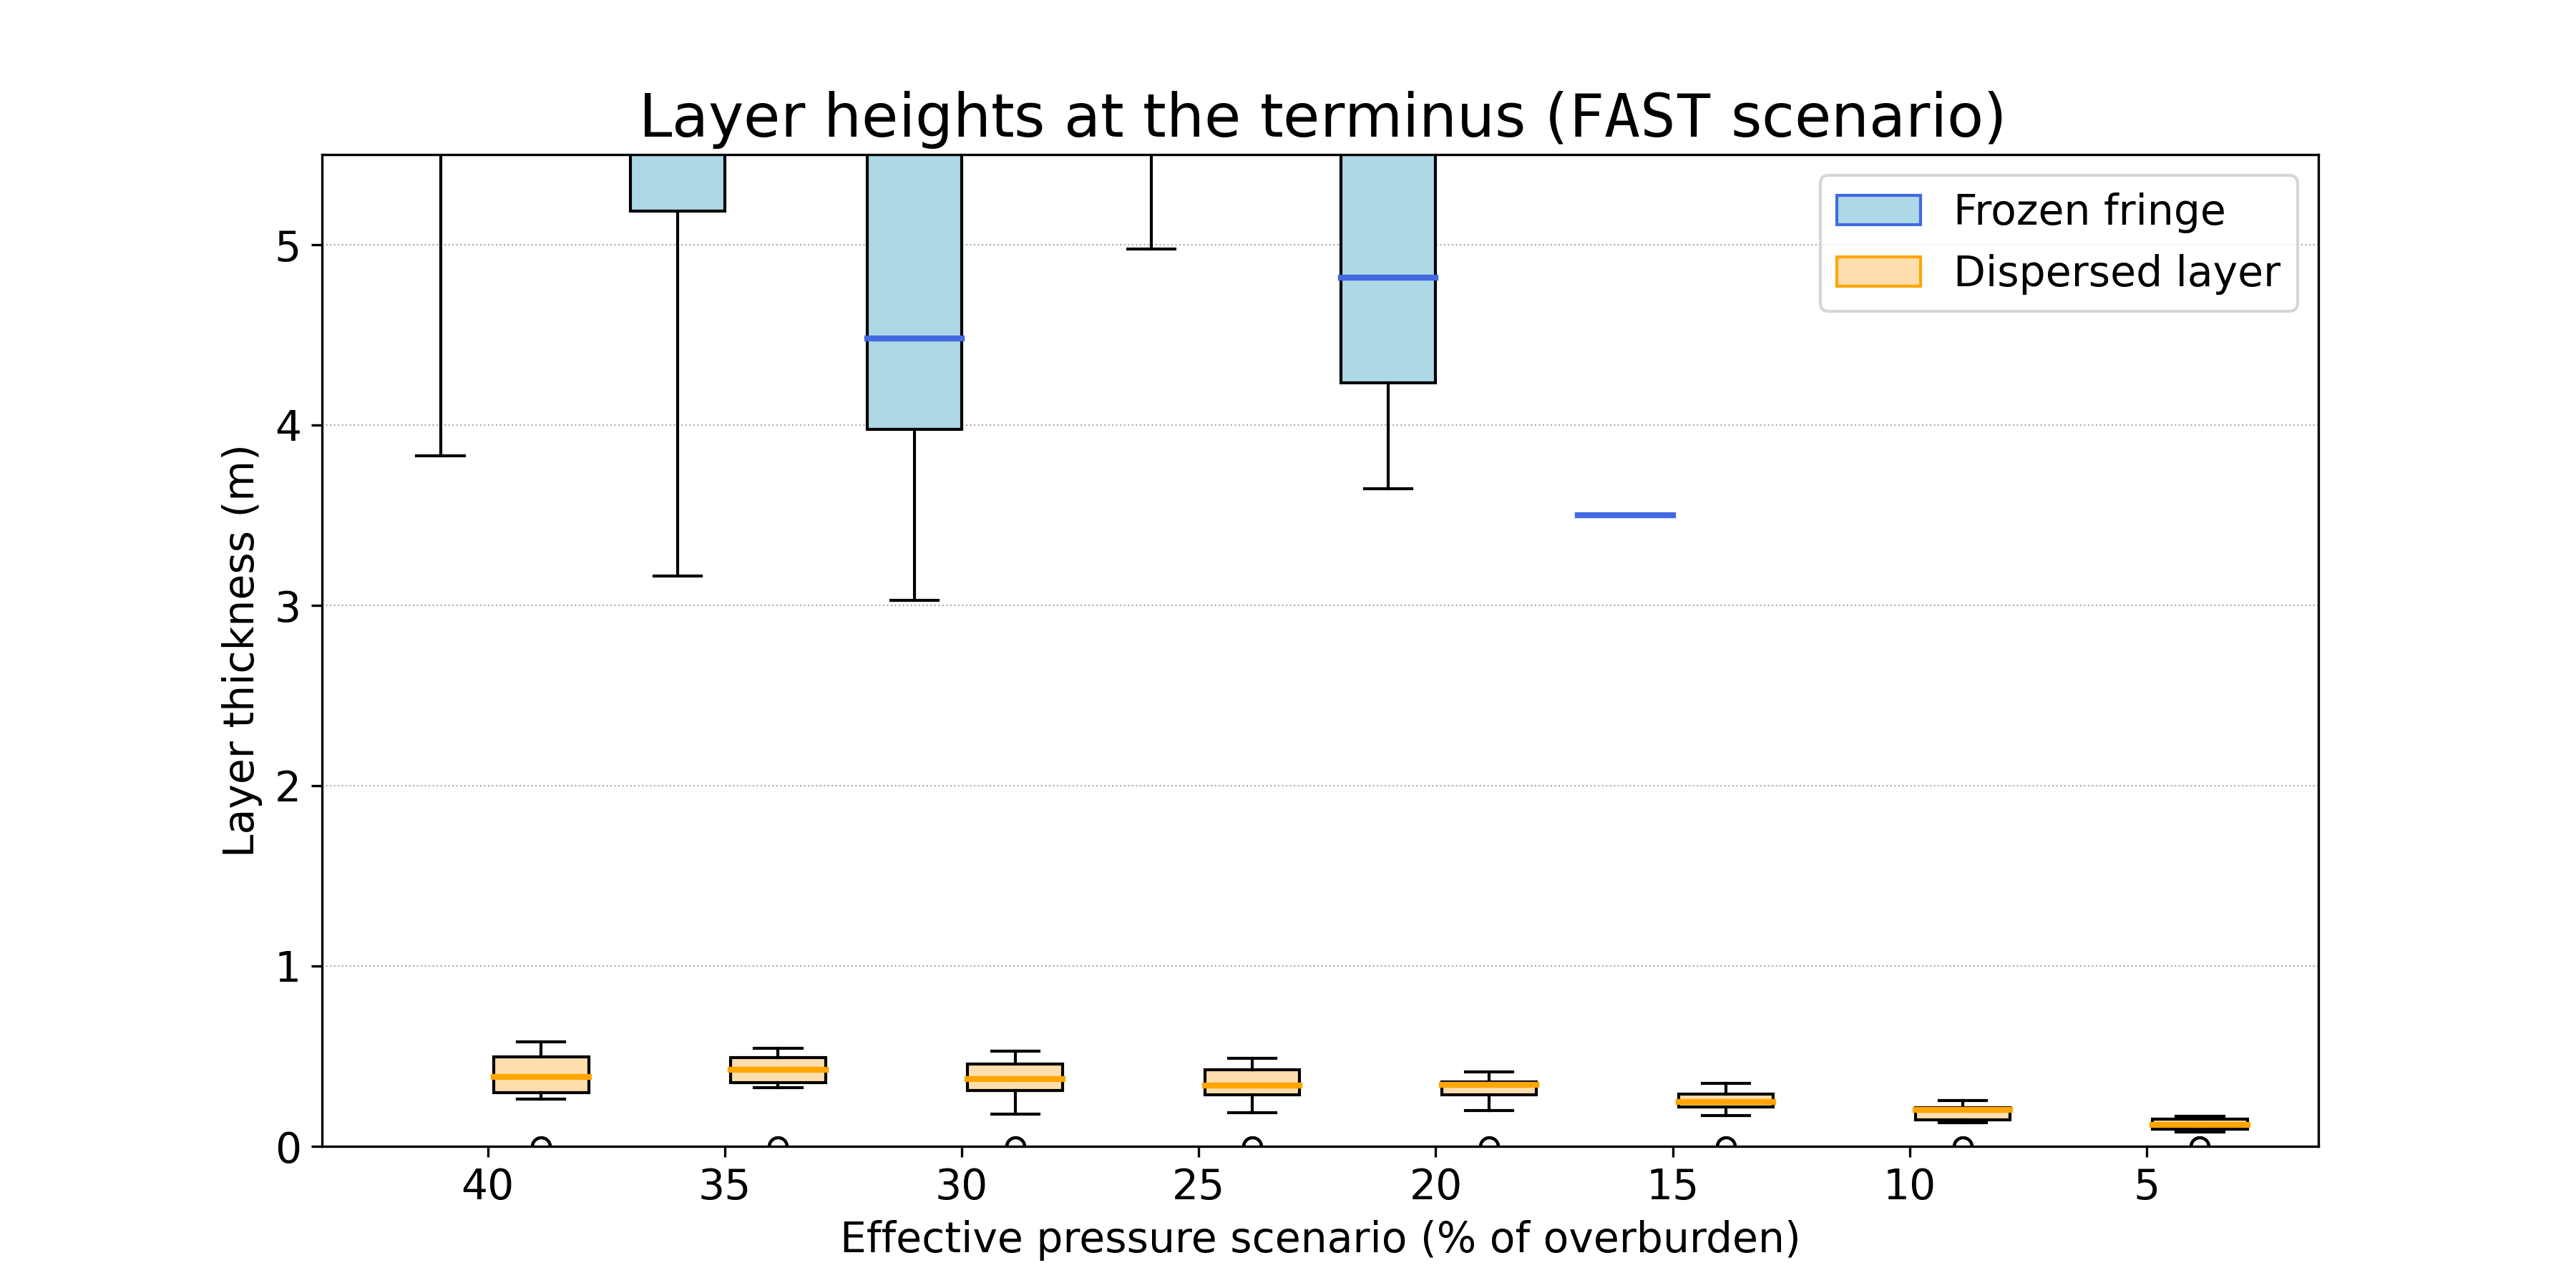 Layer heights at the terminus (FAST scenario)
Frozen fringe
Dispersed layer
Layer thickness (m)
5
4
3
2
1
0
40 35 30 25 20 15 10 5
Effective pressure scenario (% of overburden)